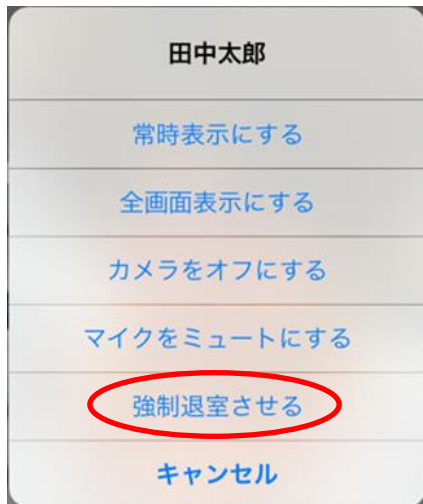 田中太郎
常時表示にする
全画面表示にする
カメラをオフにする
マイクをミュートにする
強制退室させる
キャンセル